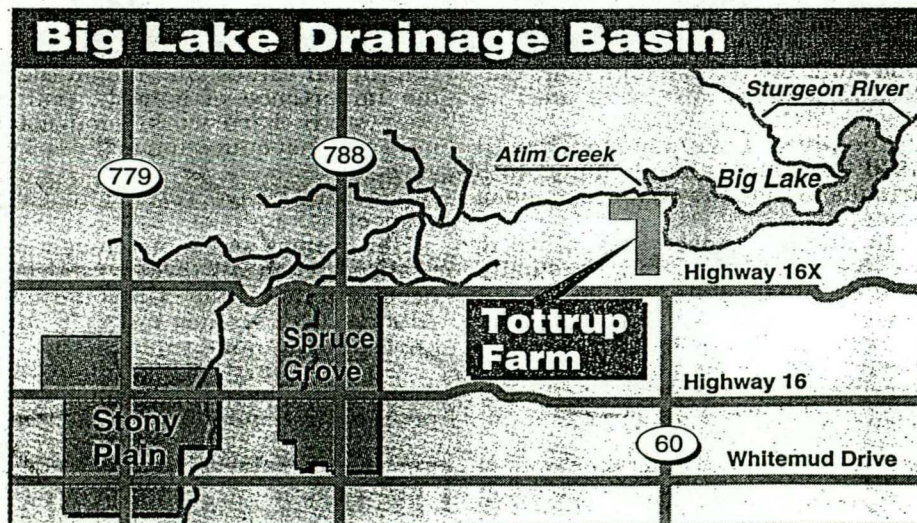 Big Lake Drainage Basin
Sturgeon River
788
Atim Creek
779
Big Lake
Highway 16X
Tottrup
Farm
Spruce
Grove
Highway 16
Stony
Plain
60
Whitemud Drive